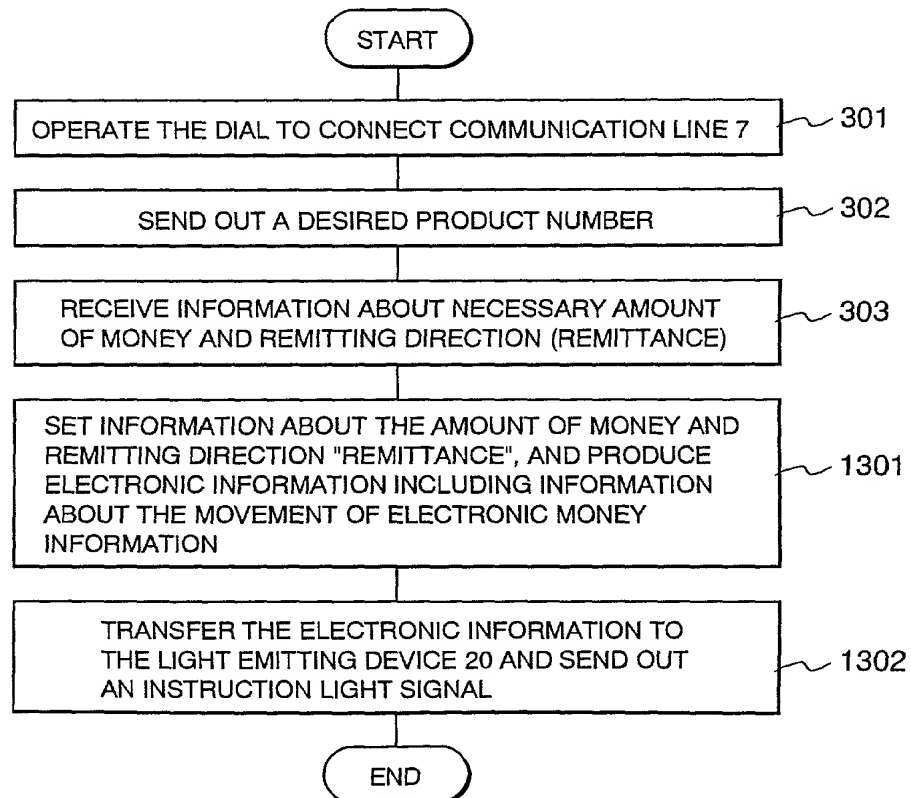 START
OPERATE THE DIAL TO CONNECT COMMUNICATION LINE 7
301
SEND OUT A DESIRED PRODUCT NUMBER
302
RECEIVE INFORMATION ABOUT NECESSARY AMOUNT
OF MONEY AND REMITTING DIRECTION (REMITTANCE)
303
SET INFORMATION ABOUT THE AMOUNT OF MONEY AND
REMITTING DIRECTION "REMITTANCE", AND PRODUCE
ELECTRONIC INFORMATION INCLUDING INFORMATION
ABOUT THE MOVEMENT OF ELECTRONIC MONEY
INFORMATION
1301
TRANSFER THE ELECTRONIC INFORMATION TO
THE LIGHT EMITTING DEVICE 20 AND SEND OUT
AN INSTRUCTION LIGHT SIGNAL
1302
END